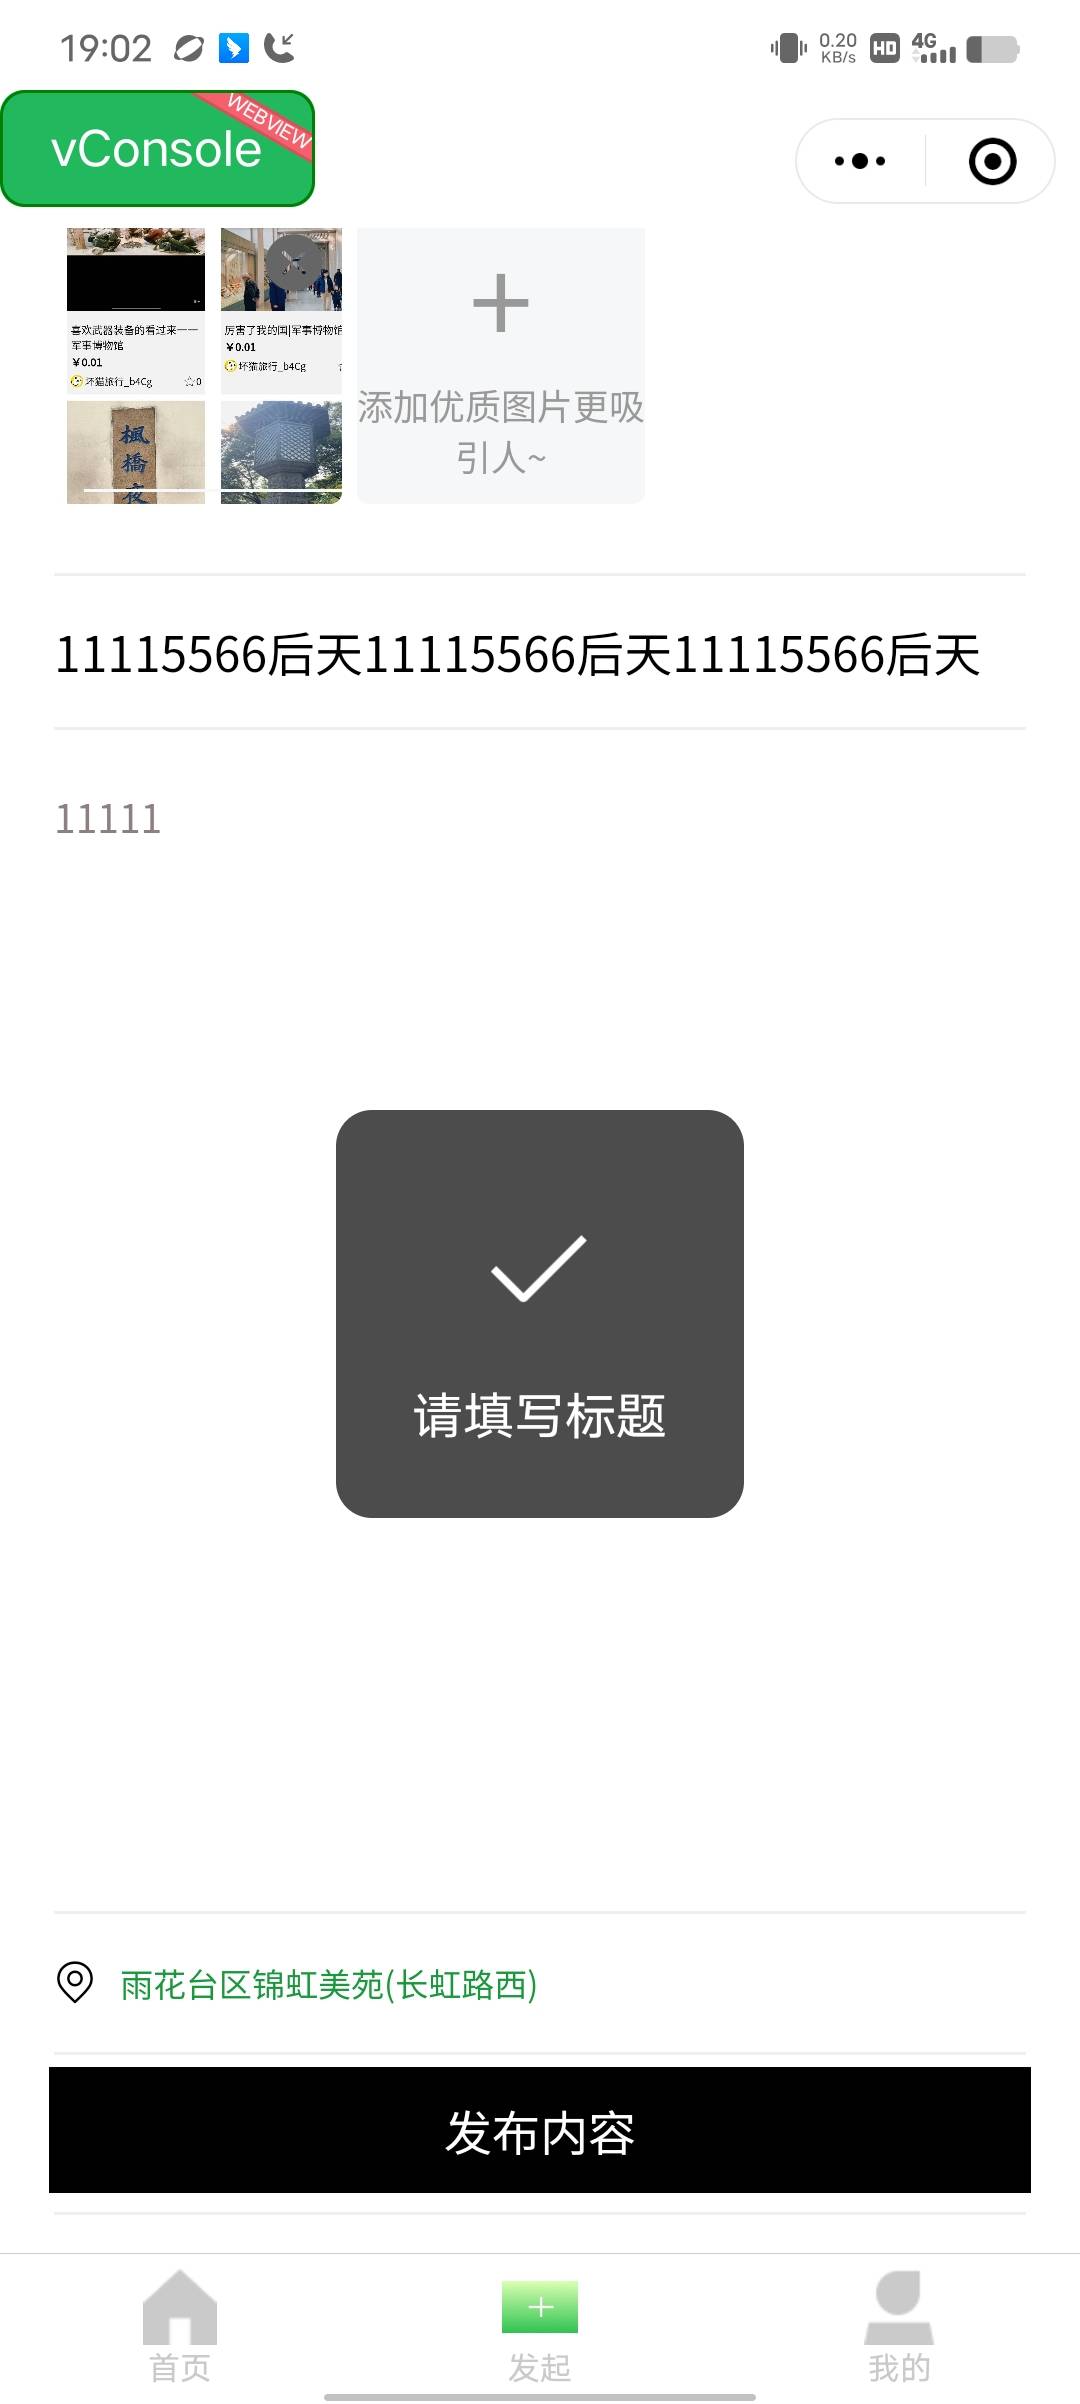 19:02
0.20
KB/s
HD
4G
vConsole
WEBVIEW
喜欢武器装备的看过来——
军事博物馆
¥0.01
坏猫旅行_b4Cg
☆0
厉害了我的国|军事博物馆
¥0.01
坏猫旅行_b4Cg
楓
橋
夜
添加优质图片更吸
引人~
11115566后天11115566后天11115566后天
11111
请填写标题
雨花台区锦虹美苑(长虹路西)
发布内容
首页
发起
我的